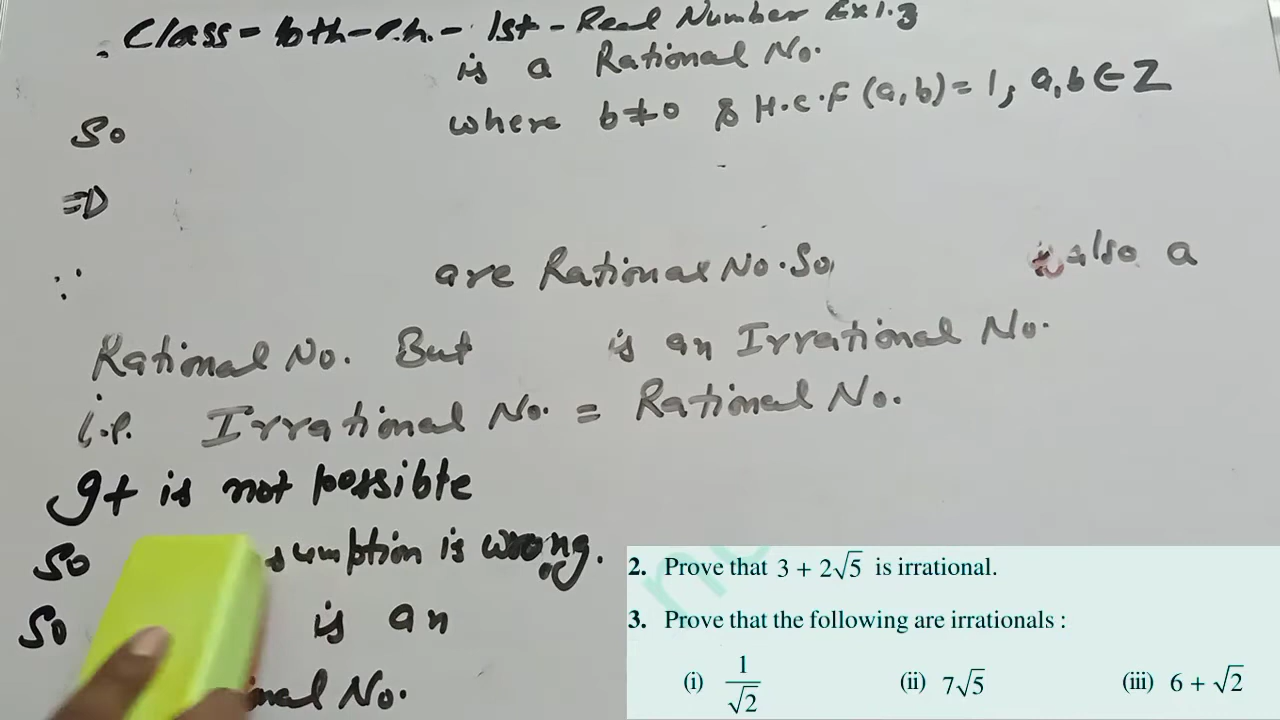 Class - 10th - Ch. - 1st - Real Number Ex 1.3
is a Rational No.
So where b≠0 & H.C.F (a,b) = 1, a,b ∈ Z
⇒
∵ are Rational No. So, is also a
Rational No. But is an Irrational No.
i.e. Irrational No. = Rational No.
It is not possible
So sumption is wrong.
So is an
nal No.
2. Prove that 3 + 2√5 is irrational.
3. Prove that the following are irrationals :
(i) 1/√2 (ii) 7√5 (iii) 6 + √2